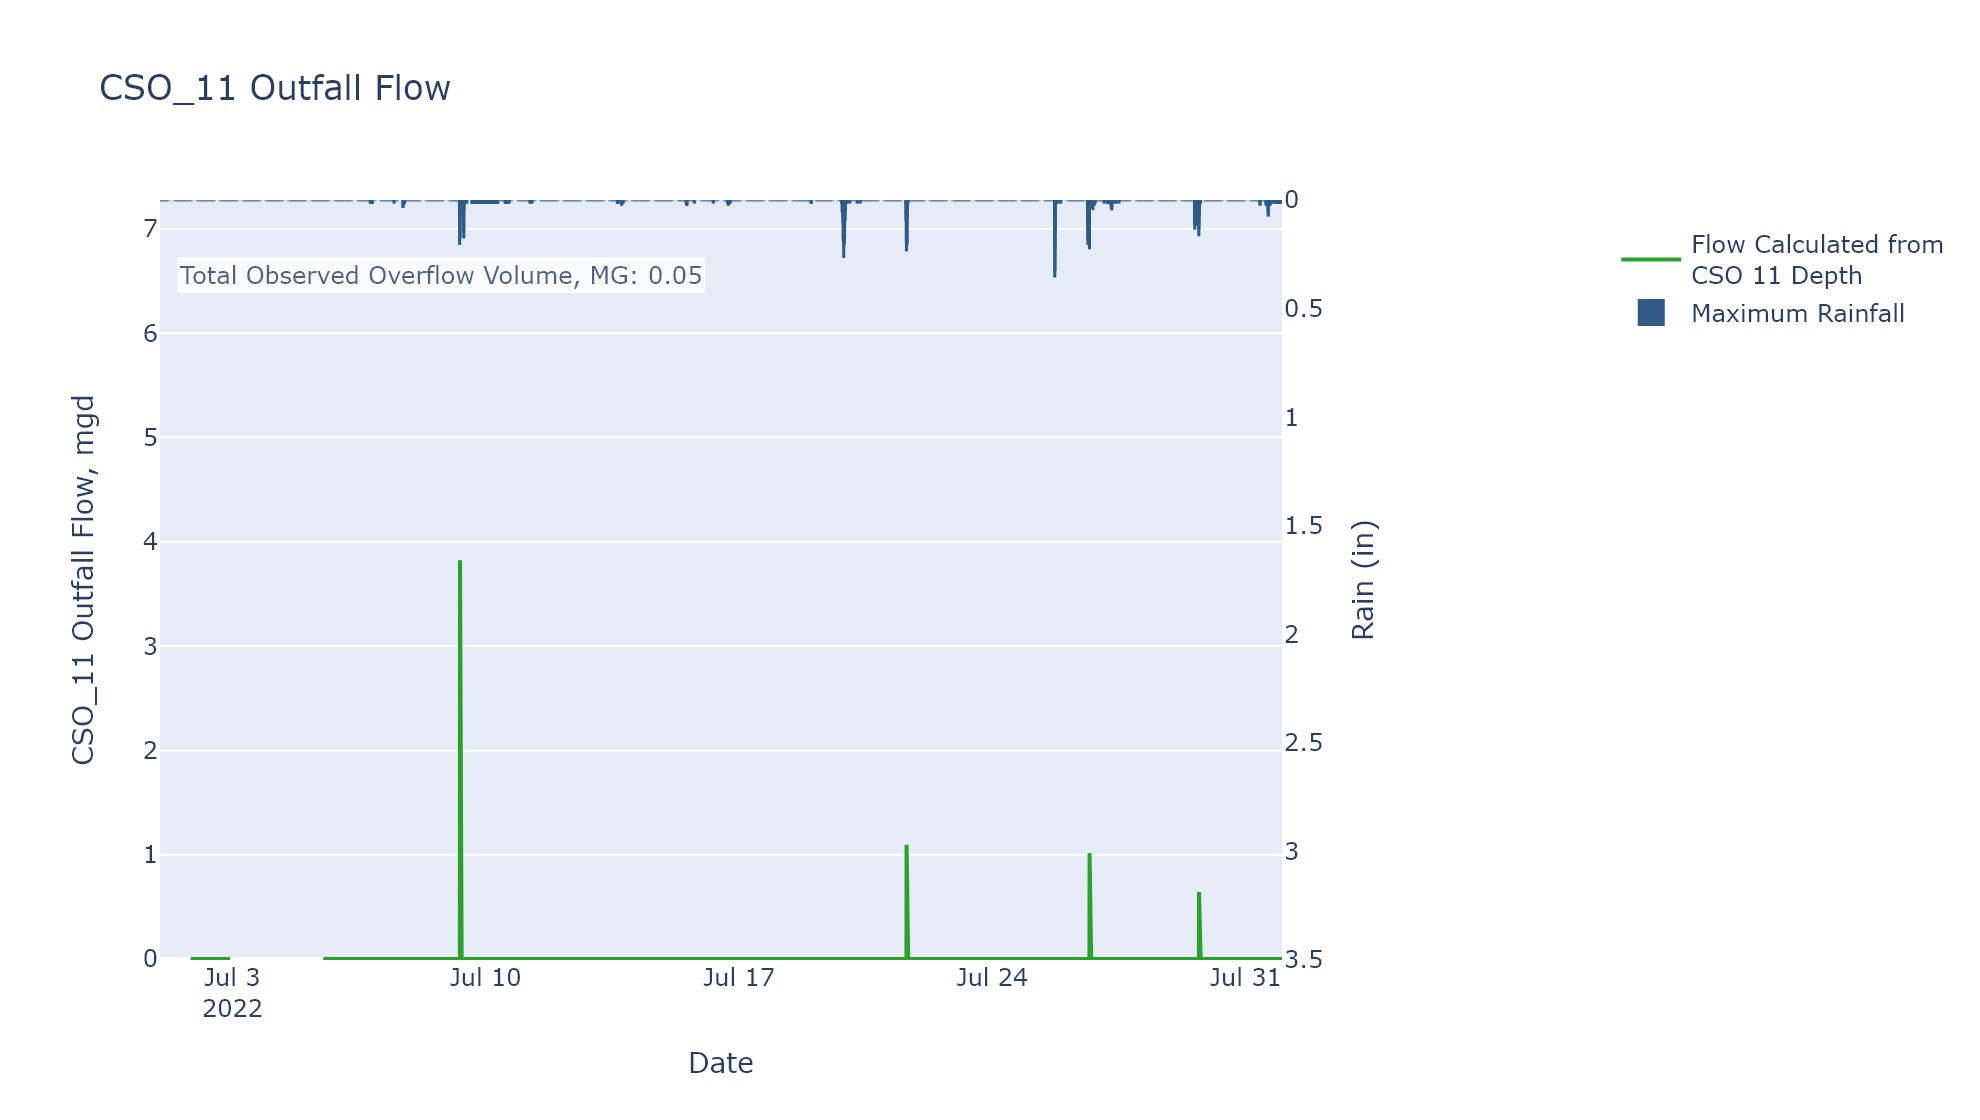 CSO_11 Outfall Flow
Total Observed Overflow Volume, MG: 0.05
CSO_11 Outfall Flow, mgd
7
6
5
4
3
2
1
0
0
0.5
1
1.5
2
2.5
3
3.5
Rain (in)
Jul 3
2022
Jul 10
Jul 17
Jul 24
Jul 31
Date
Flow Calculated from
CSO 11 Depth
Maximum Rainfall